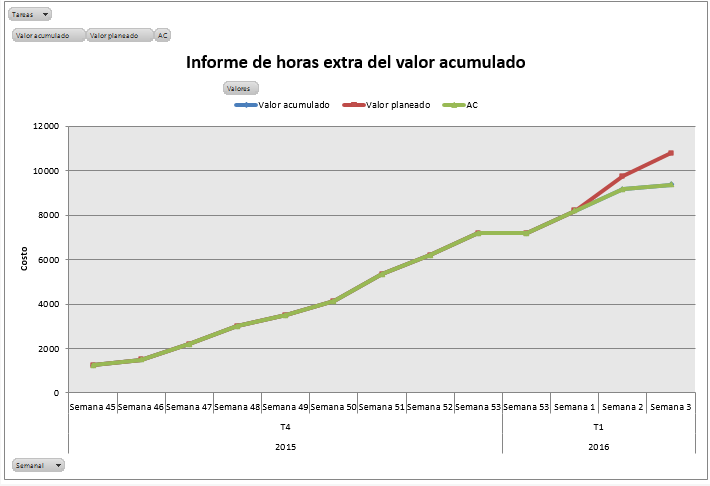 Tareas
Valor acumulado Valor planeado AC
Informe de horas extra del valor acumulado
Valores
Valor acumulado Valor planeado AC
12000
10000
8000
6000
4000
2000
0
Costo
Semana 45 Semana 46 Semana 47 Semana 48 Semana 49 Semana 50 Semana 51 Semana 52 Semana 53 Semana 53 Semana 1 Semana 2 Semana 3
T4 T1
2015 2016
Semanal